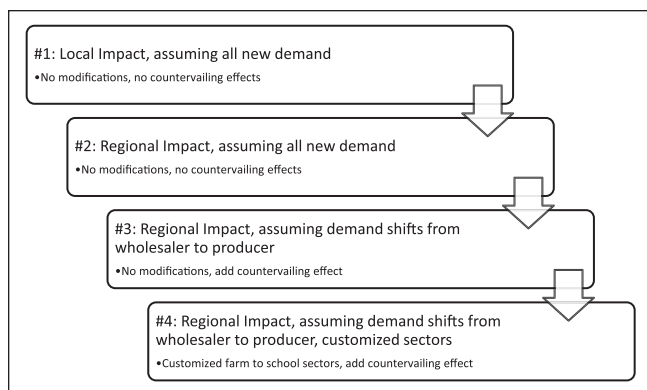 #1: Local Impact, assuming all new demand
•No modifications, no countervailing effects
#2: Regional Impact, assuming all new demand
•No modifications, no countervailing effects
#3: Regional Impact, assuming demand shifts from
wholesaler to producer
•No modifications, add countervailing effect
#4: Regional Impact, assuming demand shifts from
wholesaler to producer, customized sectors
•Customized farm to school sectors, add countervailing effect